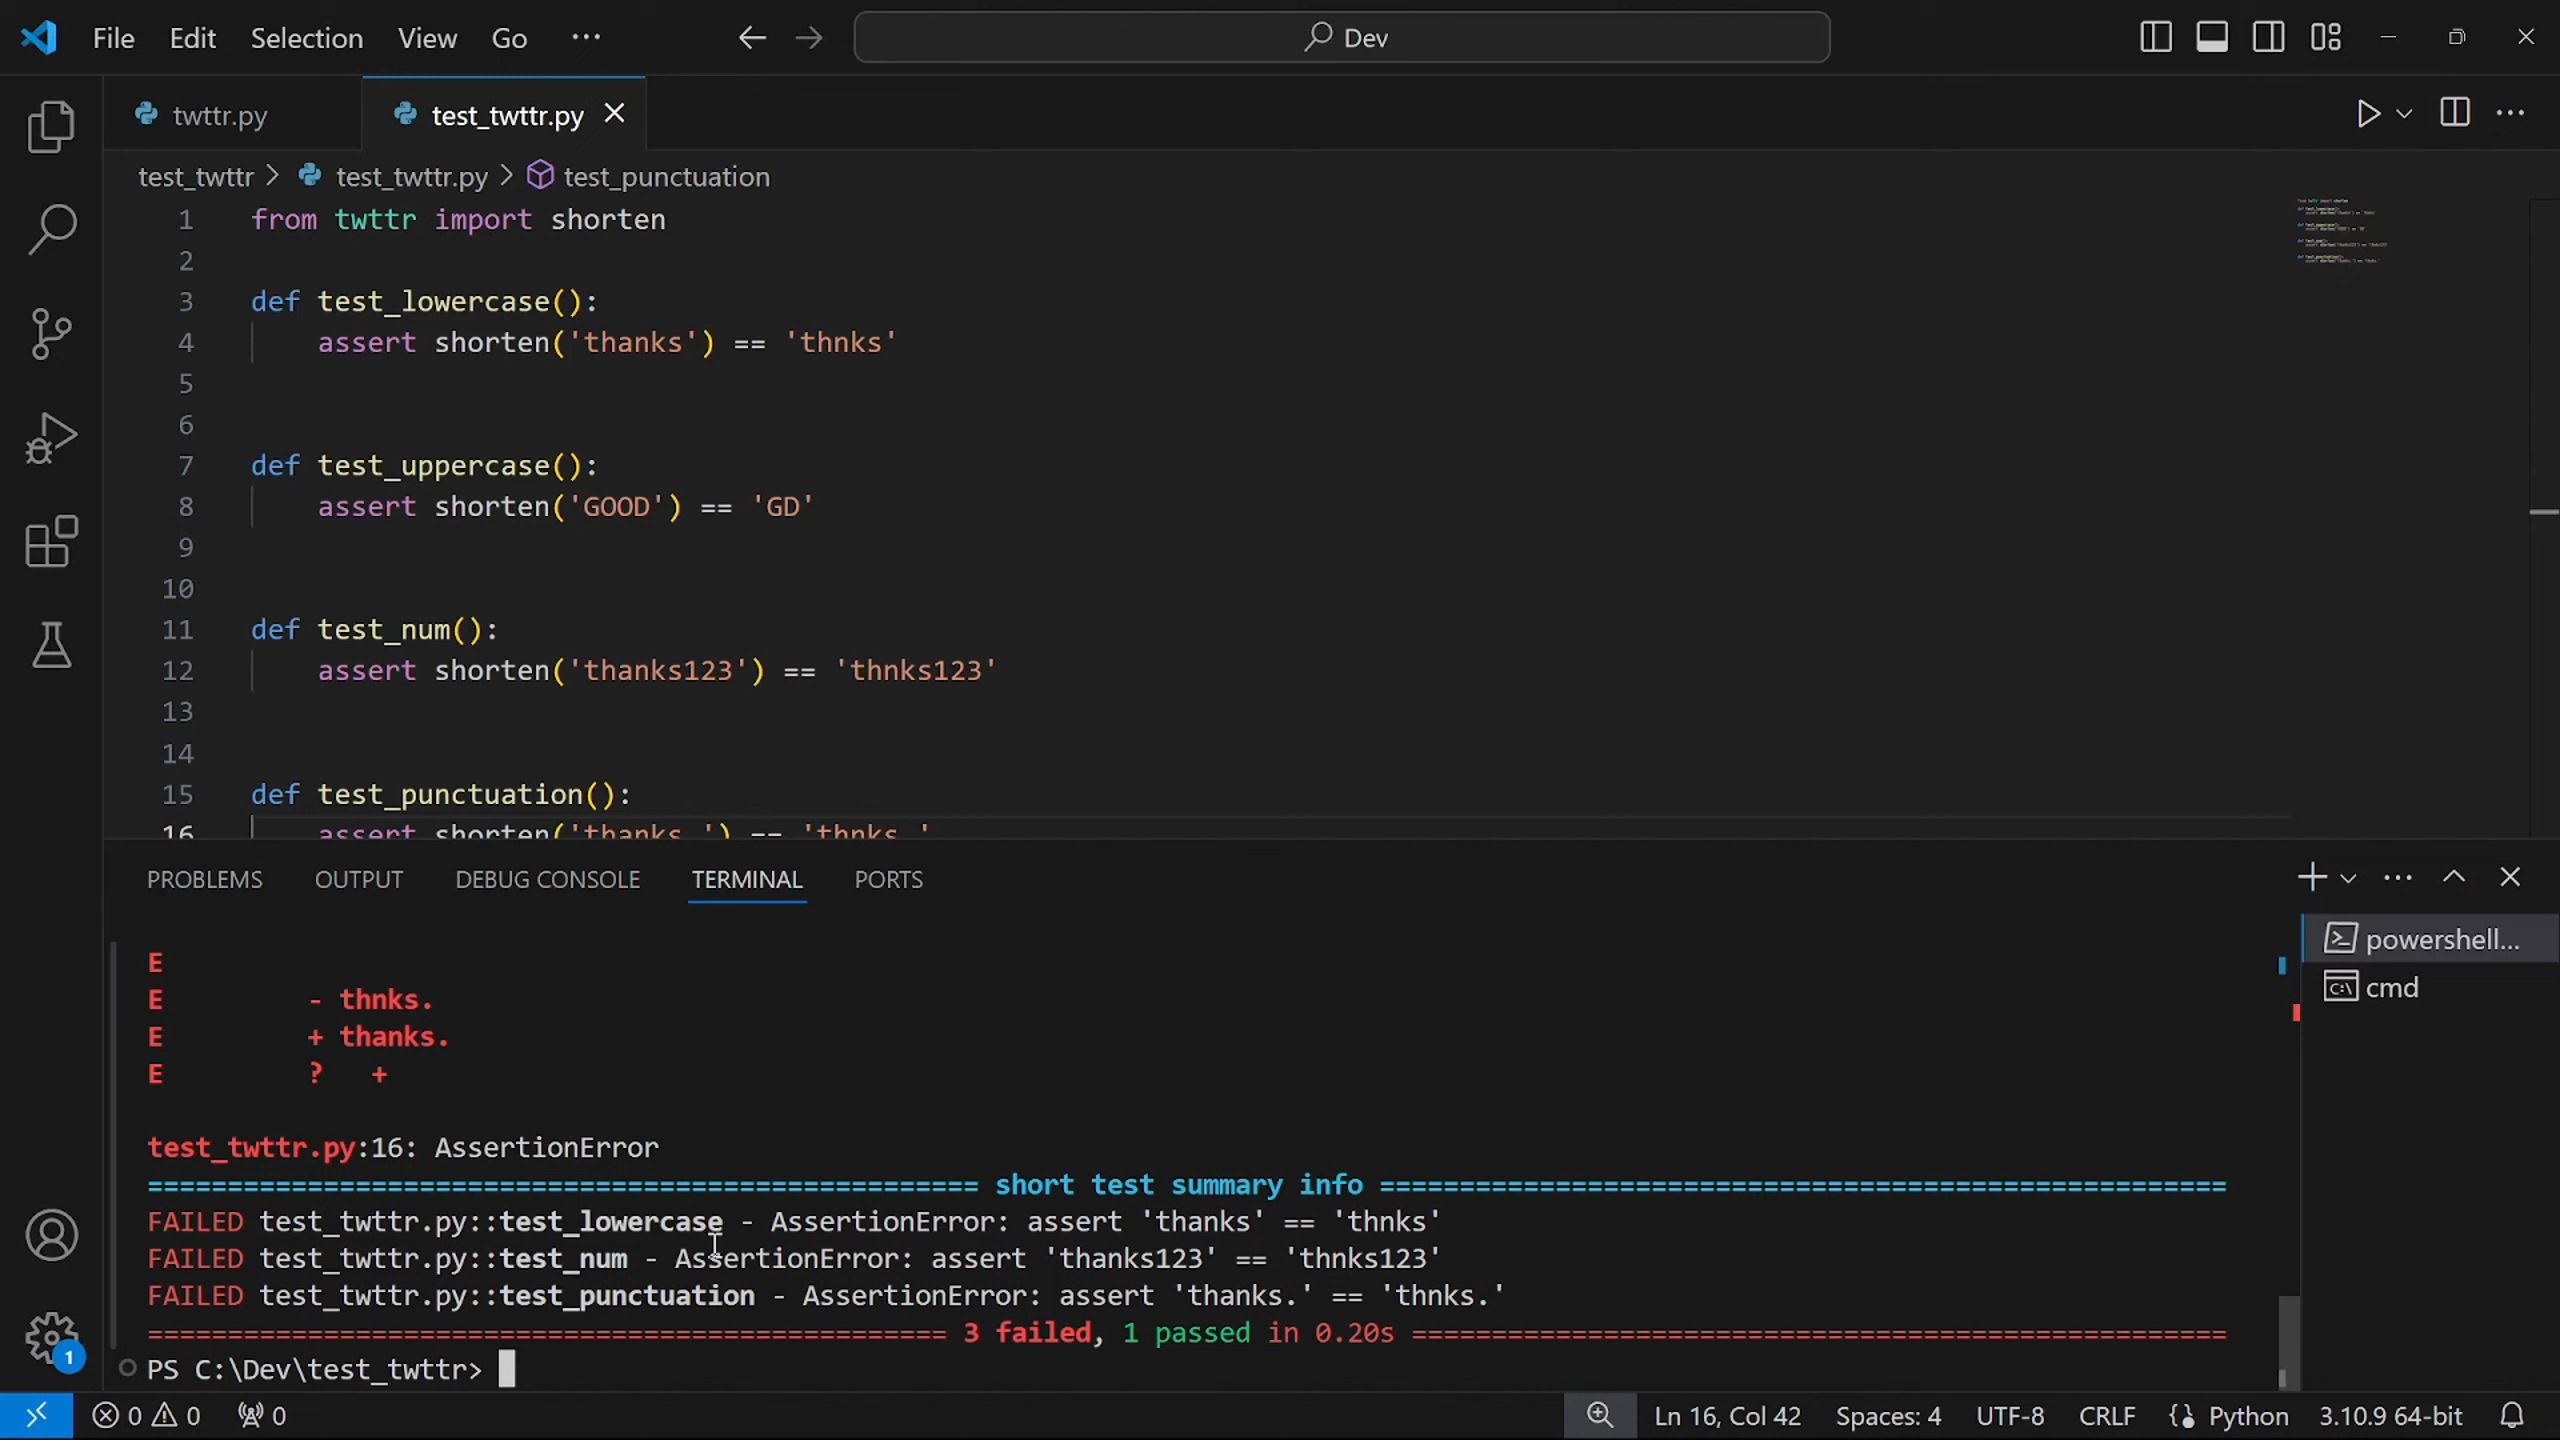 File Edit Selection View Go ··· Dev
twttr.py test_twttr.py
test_twttr > test_twttr.py > test_punctuation
1 from twttr import shorten
2
3 def test_lowercase():
4 assert shorten('thanks') == 'thnks'
5
6
7 def test_uppercase():
8 assert shorten('GOOD') == 'GD'
9
10
11 def test_num():
12 assert shorten('thanks123') == 'thnks123'
13
14
15 def test_punctuation():
16 assert shorten('thanks.') == 'thnks.'
PROBLEMS OUTPUT DEBUG CONSOLE TERMINAL PORTS
powershell...
cmd
E
E - thnks.
E + thanks.
E ? +
test_twttr.py:16: AssertionError
==================== short test summary info ====================
FAILED test_twttr.py::test_lowercase - AssertionError: assert 'thanks' == 'thnks'
FAILED test_twttr.py::test_num - AssertionError: assert 'thanks123' == 'thnks123'
FAILED test_twttr.py::test_punctuation - AssertionError: assert 'thanks.' == 'thnks.'
==================== 3 failed, 1 passed in 0.20s ====================
PS C:\Dev\test_twttr>
1
0 0 0 Ln 16, Col 42 Spaces: 4 UTF-8 CRLF Python 3.10.9 64-bit